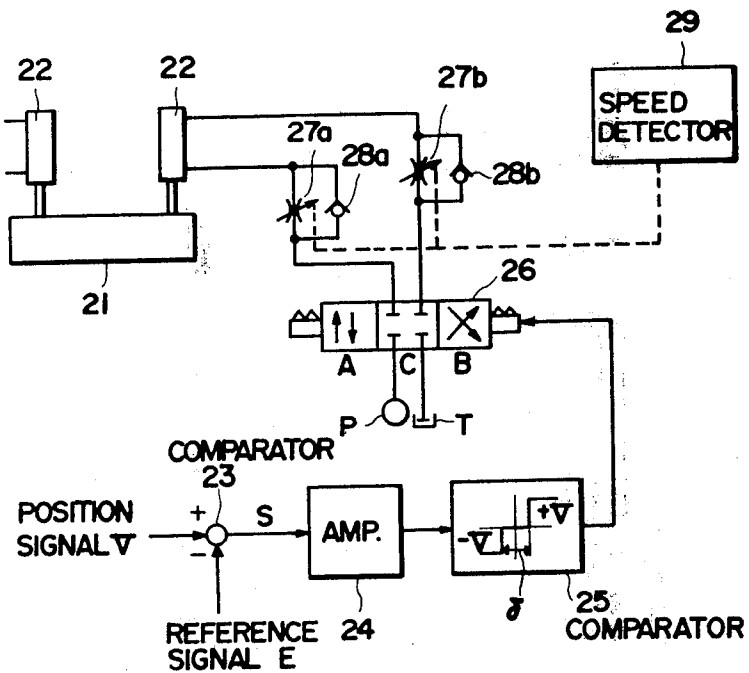 29
22
22
27b
SPEED
DETECTOR
27a
28a
28b
21
26
A
C
B
P
T
COMPARATOR
23
POSITION
SIGNAL V
+
−
S
AMP.
+V
-V
24
25
COMPARATOR
REFERENCE
SIGNAL E